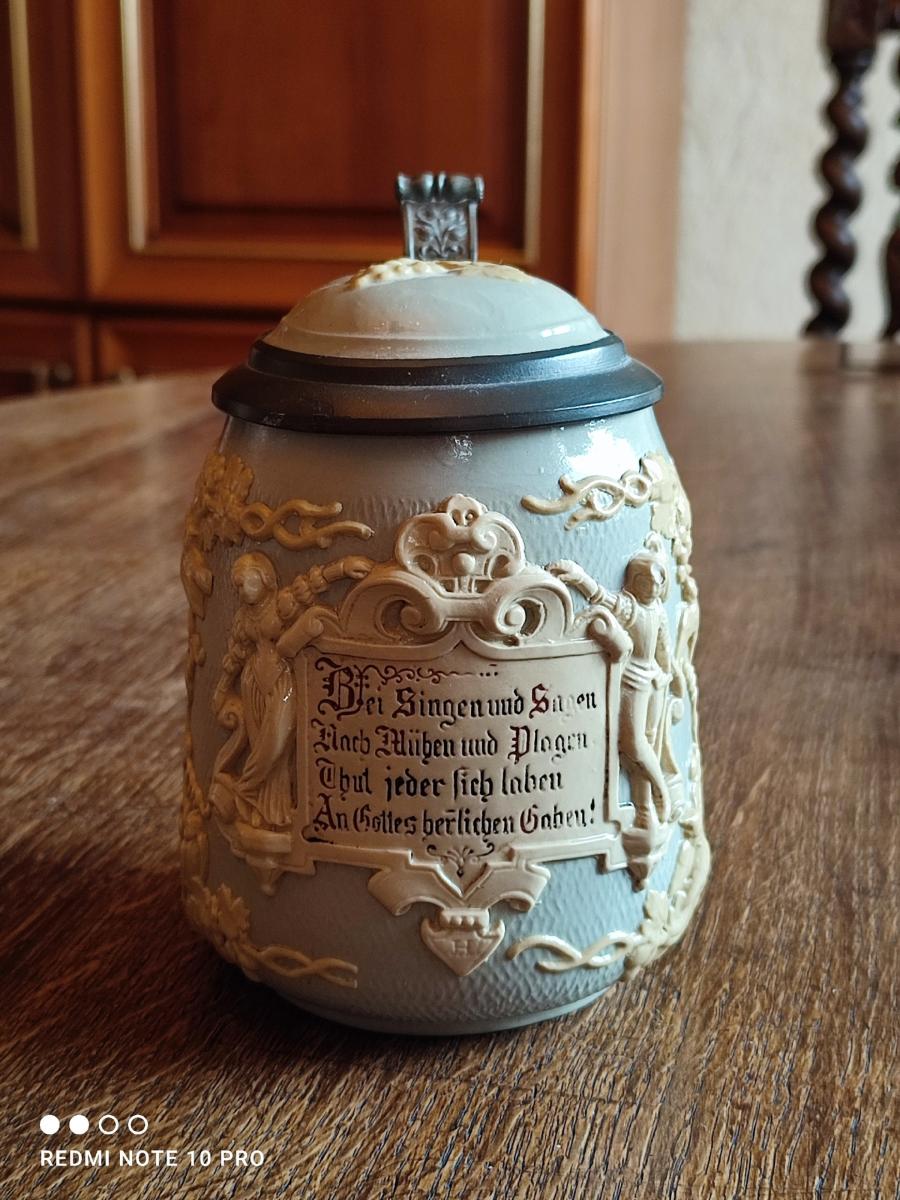 Bei Singen und Sagen
Nach Mühen und Plagen
Thut jeder sich laben
An Gottes herlichen Gaben!
H
REDMI NOTE 10 PRO